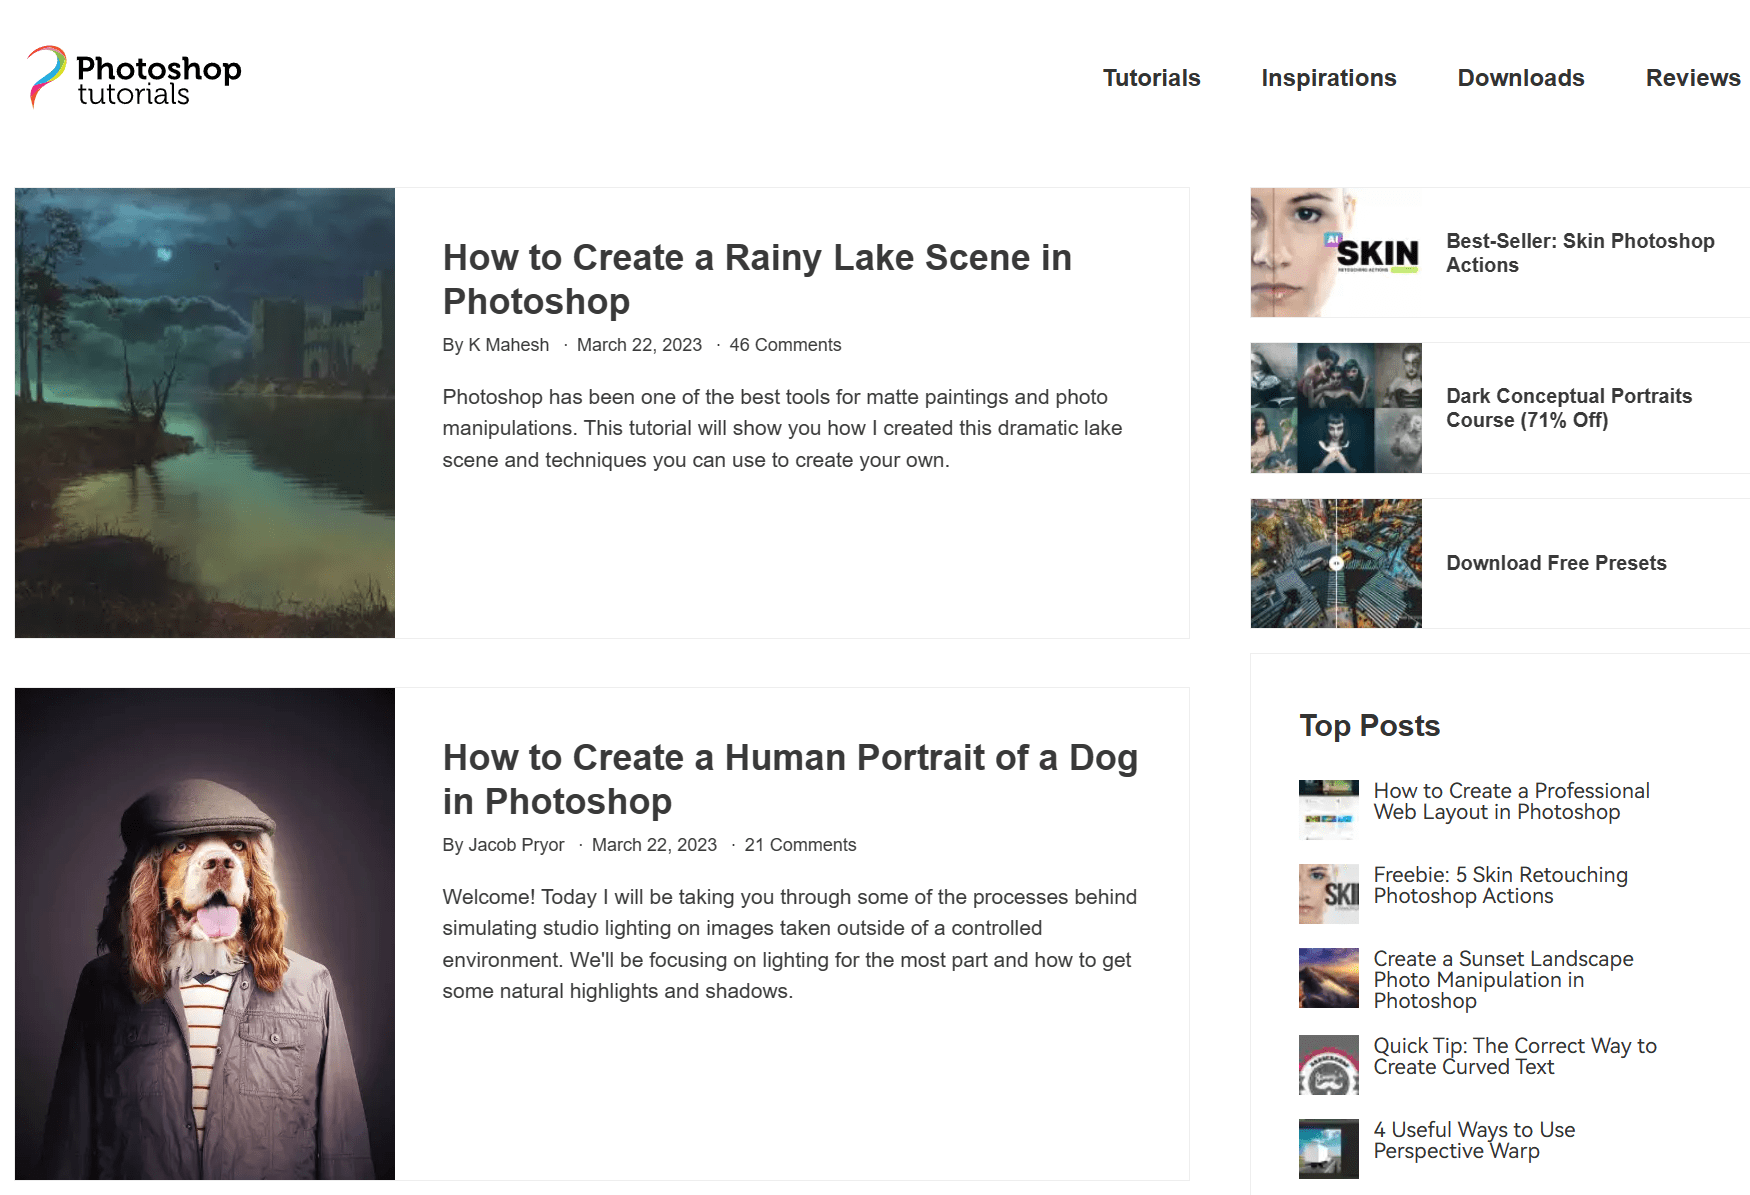 Photoshop
tutorials
Tutorials
Inspirations
Downloads
Reviews
How to Create a Rainy Lake Scene in
Photoshop
By K Mahesh · March 22, 2023 · 46 Comments
Photoshop has been one of the best tools for matte paintings and photo
manipulations. This tutorial will show you how I created this dramatic lake
scene and techniques you can use to create your own.
How to Create a Human Portrait of a Dog
in Photoshop
By Jacob Pryor · March 22, 2023 · 21 Comments
Welcome! Today I will be taking you through some of the processes behind
simulating studio lighting on images taken outside of a controlled
environment. We'll be focusing on lighting for the most part and how to get
some natural highlights and shadows.
AI
SKIN
RETOUCHING ACTIONS
Best-Seller: Skin Photoshop
Actions
Dark Conceptual Portraits
Course (71% Off)
Download Free Presets
Top Posts
How to Create a Professional
Web Layout in Photoshop
SKI
Freebie: 5 Skin Retouching
Photoshop Actions
Create a Sunset Landscape
Photo Manipulation in
Photoshop
Quick Tip: The Correct Way to
Create Curved Text
4 Useful Ways to Use
Perspective Warp